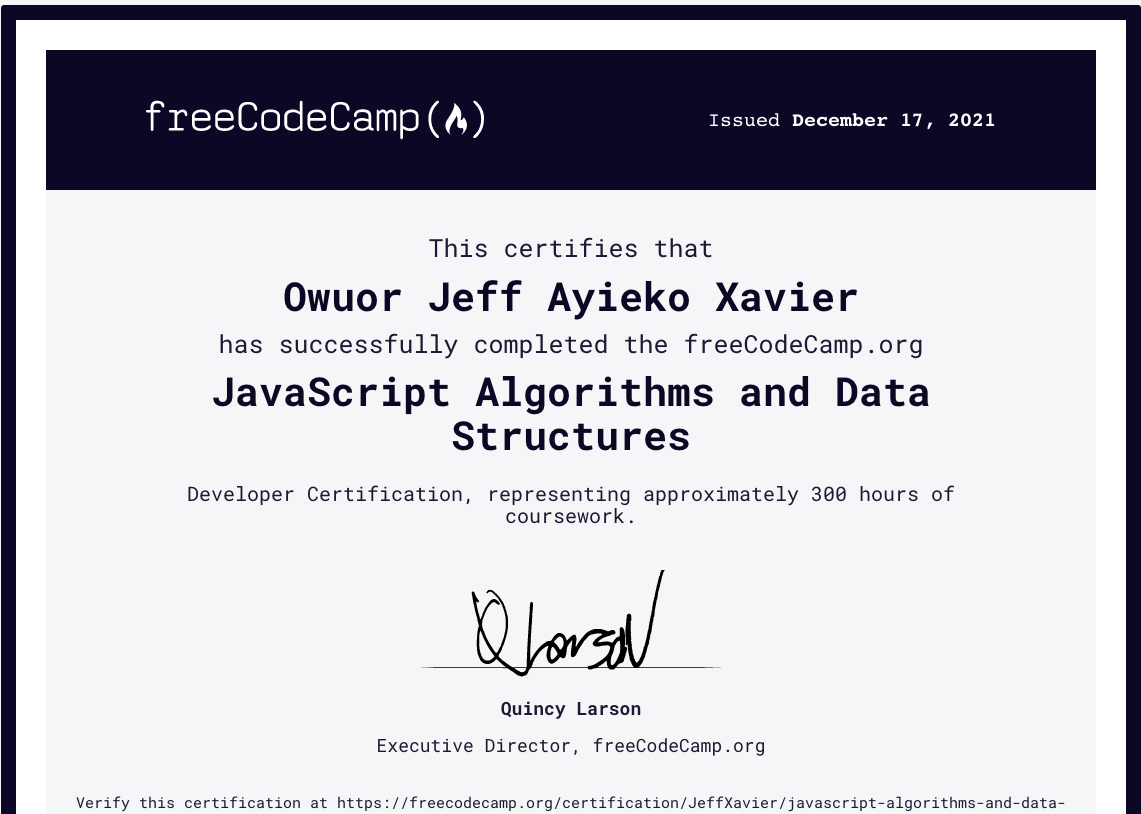 freeCodeCamp(🔥)
Issued December 17, 2021
This certifies that
Owuor Jeff Ayieko Xavier
has successfully completed the freeCodeCamp.org
JavaScript Algorithms and Data
Structures
Developer Certification, representing approximately 300 hours of
coursework.
Q Larson
Quincy Larson
Executive Director, freeCodeCamp.org
Verify this certification at https://freecodecamp.org/certification/JeffXavier/javascript-algorithms-and-data-